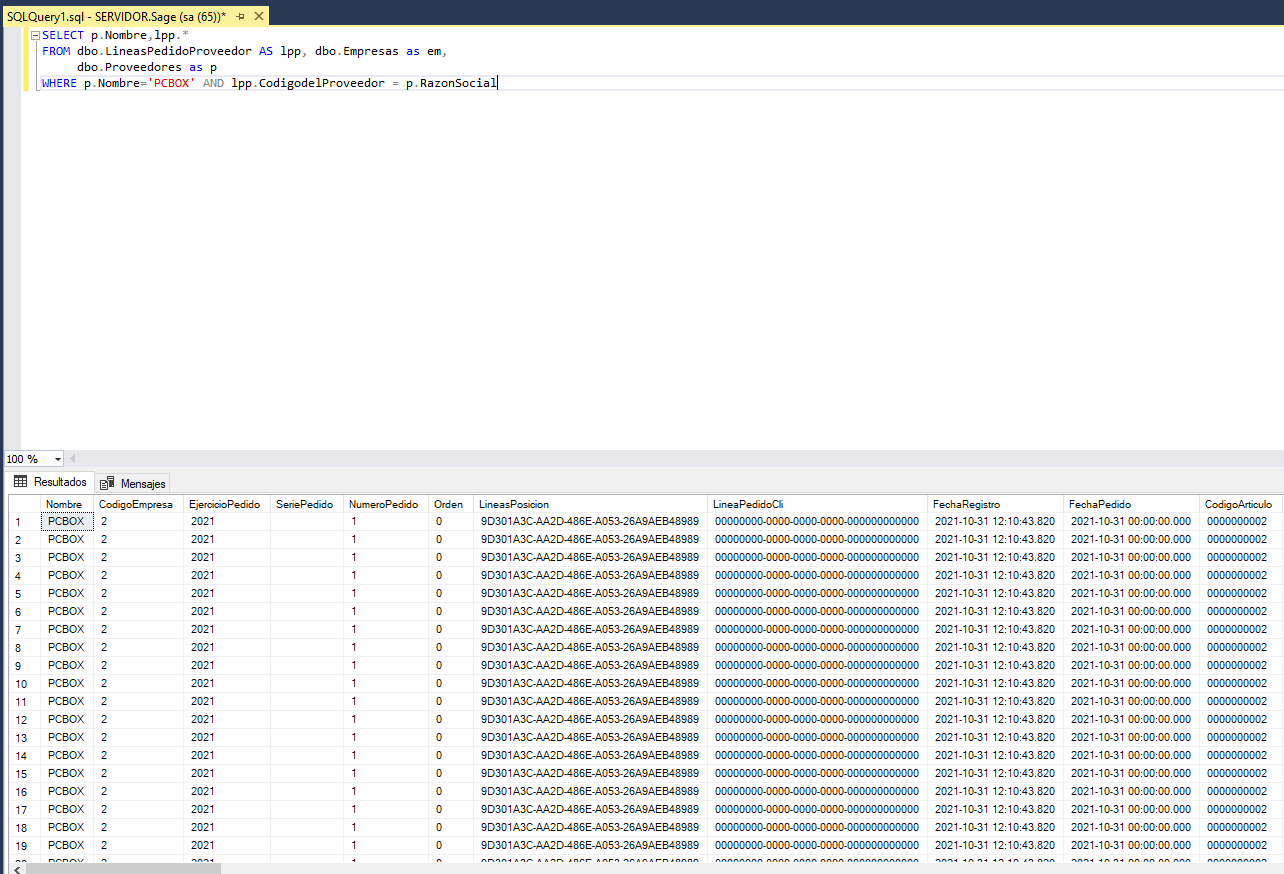 SQLQuery1.sql - SERVIDOR.Sage (sa (65))*
SELECT p.Nombre,lpp.*
FROM dbo.LineasPedidoProveedor AS lpp, dbo.Empresas as em,
dbo.Proveedores as p
WHERE p.Nombre='PCBOX' AND lpp.CodigodelProveedor = p.RazonSocial
100 %
Resultados Mensajes
Nombre CodigoEmpresa EjercicioPedido SeriePedido NumeroPedido Orden LineasPosicion LineaPedidoCli FechaRegistro FechaPedido CodigoArticulo
1 PCBOX 2 2021 1 0 9D301A3C-AA2D-486E-A053-26A9AEB48989 00000000-0000-0000-0000-000000000000 2021-10-31 12:10:43.820 2021-10-31 00:00:00.000 0000000002
2 PCBOX 2 2021 1 0 9D301A3C-AA2D-486E-A053-26A9AEB48989 00000000-0000-0000-0000-000000000000 2021-10-31 12:10:43.820 2021-10-31 00:00:00.000 0000000002
3 PCBOX 2 2021 1 0 9D301A3C-AA2D-486E-A053-26A9AEB48989 00000000-0000-0000-0000-000000000000 2021-10-31 12:10:43.820 2021-10-31 00:00:00.000 0000000002
4 PCBOX 2 2021 1 0 9D301A3C-AA2D-486E-A053-26A9AEB48989 00000000-0000-0000-0000-000000000000 2021-10-31 12:10:43.820 2021-10-31 00:00:00.000 0000000002
5 PCBOX 2 2021 1 0 9D301A3C-AA2D-486E-A053-26A9AEB48989 00000000-0000-0000-0000-000000000000 2021-10-31 12:10:43.820 2021-10-31 00:00:00.000 0000000002
6 PCBOX 2 2021 1 0 9D301A3C-AA2D-486E-A053-26A9AEB48989 00000000-0000-0000-0000-000000000000 2021-10-31 12:10:43.820 2021-10-31 00:00:00.000 0000000002
7 PCBOX 2 2021 1 0 9D301A3C-AA2D-486E-A053-26A9AEB48989 00000000-0000-0000-0000-000000000000 2021-10-31 12:10:43.820 2021-10-31 00:00:00.000 0000000002
8 PCBOX 2 2021 1 0 9D301A3C-AA2D-486E-A053-26A9AEB48989 00000000-0000-0000-0000-000000000000 2021-10-31 12:10:43.820 2021-10-31 00:00:00.000 0000000002
9 PCBOX 2 2021 1 0 9D301A3C-AA2D-486E-A053-26A9AEB48989 00000000-0000-0000-0000-000000000000 2021-10-31 12:10:43.820 2021-10-31 00:00:00.000 0000000002
10 PCBOX 2 2021 1 0 9D301A3C-AA2D-486E-A053-26A9AEB48989 00000000-0000-0000-0000-000000000000 2021-10-31 12:10:43.820 2021-10-31 00:00:00.000 0000000002
11 PCBOX 2 2021 1 0 9D301A3C-AA2D-486E-A053-26A9AEB48989 00000000-0000-0000-0000-000000000000 2021-10-31 12:10:43.820 2021-10-31 00:00:00.000 0000000002
12 PCBOX 2 2021 1 0 9D301A3C-AA2D-486E-A053-26A9AEB48989 00000000-0000-0000-0000-000000000000 2021-10-31 12:10:43.820 2021-10-31 00:00:00.000 0000000002
13 PCBOX 2 2021 1 0 9D301A3C-AA2D-486E-A053-26A9AEB48989 00000000-0000-0000-0000-000000000000 2021-10-31 12:10:43.820 2021-10-31 00:00:00.000 0000000002
14 PCBOX 2 2021 1 0 9D301A3C-AA2D-486E-A053-26A9AEB48989 00000000-0000-0000-0000-000000000000 2021-10-31 12:10:43.820 2021-10-31 00:00:00.000 0000000002
15 PCBOX 2 2021 1 0 9D301A3C-AA2D-486E-A053-26A9AEB48989 00000000-0000-0000-0000-000000000000 2021-10-31 12:10:43.820 2021-10-31 00:00:00.000 0000000002
16 PCBOX 2 2021 1 0 9D301A3C-AA2D-486E-A053-26A9AEB48989 00000000-0000-0000-0000-000000000000 2021-10-31 12:10:43.820 2021-10-31 00:00:00.000 0000000002
17 PCBOX 2 2021 1 0 9D301A3C-AA2D-486E-A053-26A9AEB48989 00000000-0000-0000-0000-000000000000 2021-10-31 12:10:43.820 2021-10-31 00:00:00.000 0000000002
18 PCBOX 2 2021 1 0 9D301A3C-AA2D-486E-A053-26A9AEB48989 00000000-0000-0000-0000-000000000000 2021-10-31 12:10:43.820 2021-10-31 00:00:00.000 0000000002
19 PCBOX 2 2021 1 0 9D301A3C-AA2D-486E-A053-26A9AEB48989 00000000-0000-0000-0000-000000000000 2021-10-31 12:10:43.820 2021-10-31 00:00:00.000 0000000002